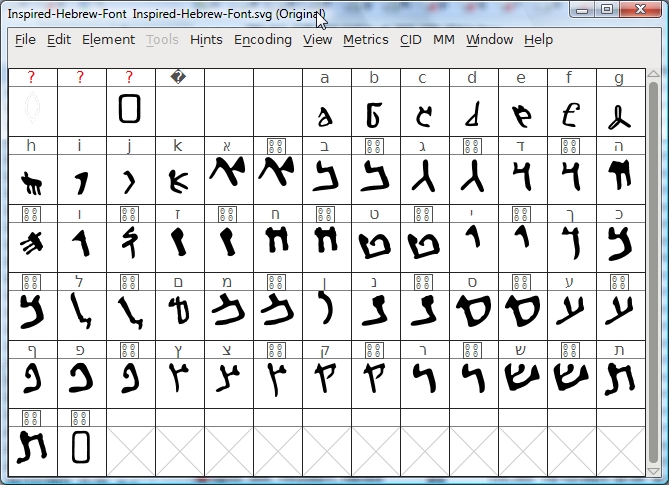 Inspired-Hebrew-Font Inspired-Hebrew-Font.svg (Original)
File Edit Element Tools Hints Encoding View Metrics CID MM Window Help
? ? ? � a b c d e f g
h i j k א ב ג ד ה
ו ז ח ט י ך כ
ל ם מ ן נ ס ע
ף פ ץ צ ק ר ש ת